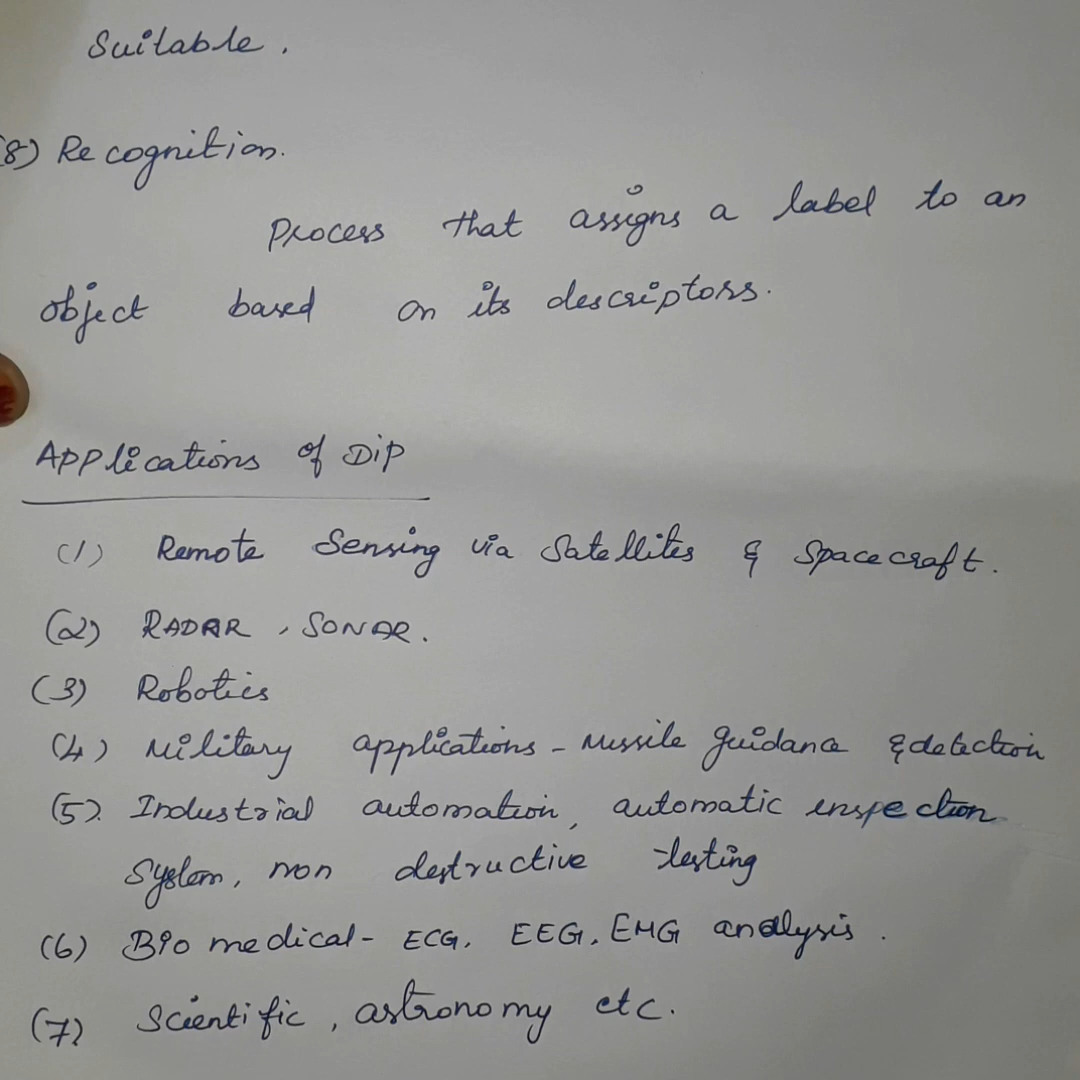 Suitable.
(8) Recognition.
Process that assigns a label to an
object based on its descriptors.
Applications of DIP
(1) Remote Sensing via Satellites & Spacecraft.
(2) RADAR, SONAR.
(3) Robotics
(4) Military applications - Missile guidance & detection
(5) Industrial automation, automatic inspection
System, non destructive testing
(6) Bio medical - ECG, EEG, EMG analysis.
(7) Scientific, astronomy etc.